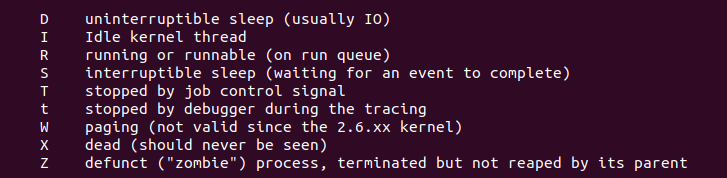 D    uninterruptible sleep (usually IO)
I    Idle kernel thread
R    running or runnable (on run queue)
S    interruptible sleep (waiting for an event to complete)
T    stopped by job control signal
t    stopped by debugger during the tracing
W    paging (not valid since the 2.6.xx kernel)
X    dead (should never be seen)
Z    defunct ("zombie") process, terminated but not reaped by its parent